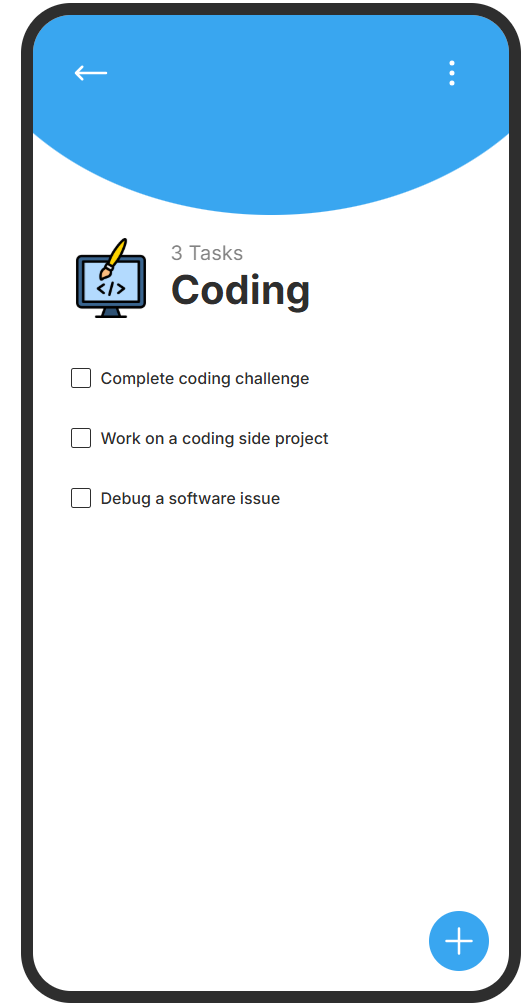 3 Tasks
Coding
Complete coding challenge
Work on a coding side project
Debug a software issue